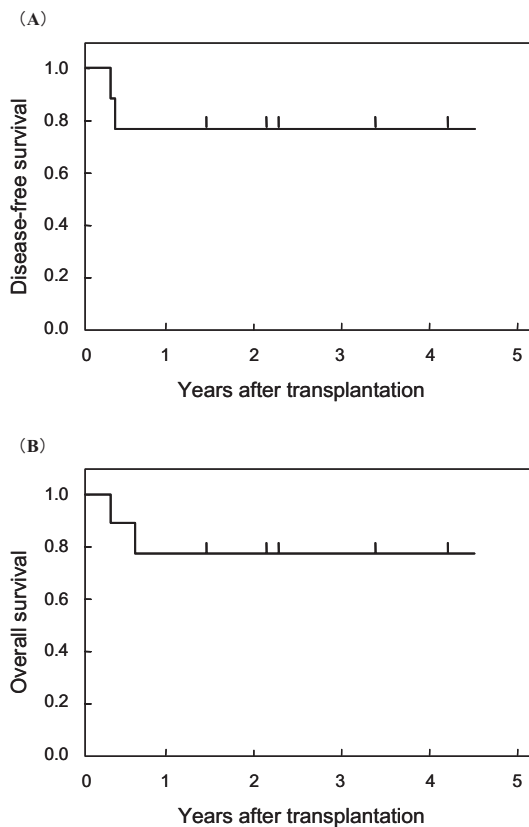 (A)
1.0
0.8
0.6
0.4
0.2
0.0
Disease-free survival
0 1 2 3 4 5
Years after transplantation
(B)
1.0
0.8
0.6
0.4
0.2
0.0
Overall survival
0 1 2 3 4 5
Years after transplantation